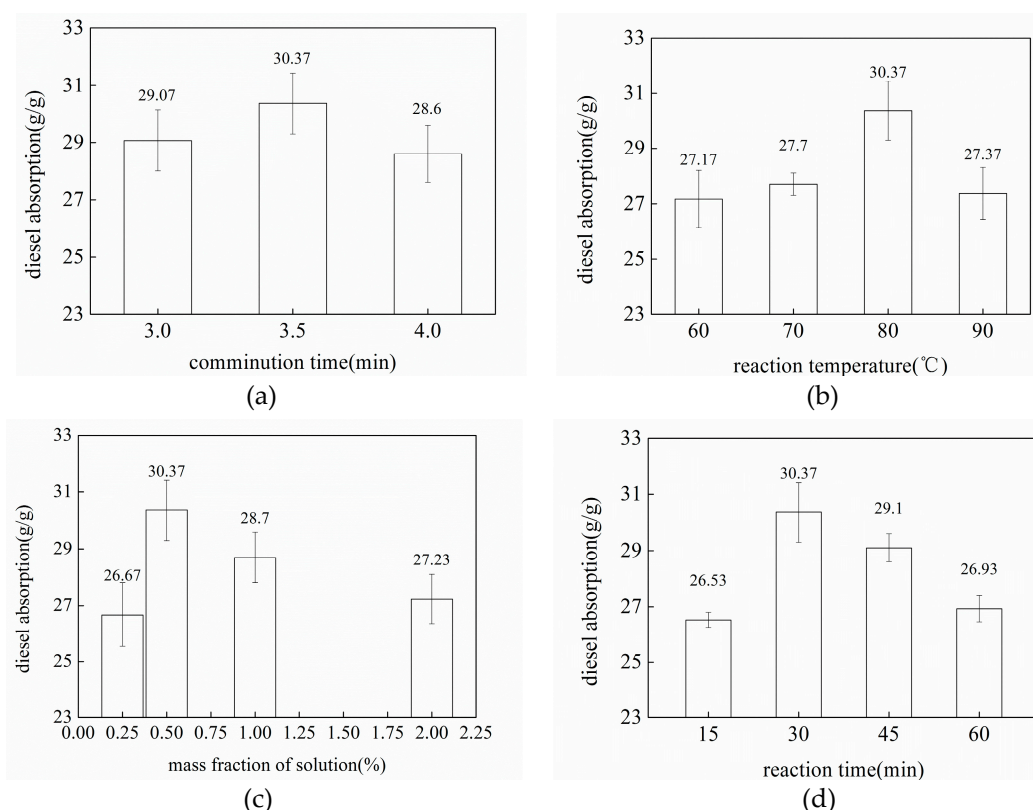 33
31
29
27
25
23
diesel absorption(g/g)
29.07
30.37
28.6
3.0 3.5 4.0
comminution time(min)
(a)
33
31
29
27
25
23
diesel absorption(g/g)
27.17
27.7
30.37
27.37
60 70 80 90
reaction temperature(℃)
(b)
33
31
29
27
25
23
diesel absorption(g/g)
26.67
30.37
28.7
27.23
0.00 0.25 0.50 0.75 1.00 1.25 1.50 1.75 2.00 2.25
mass fraction of solution(%)
(c)
33
31
29
27
25
23
diesel absorption(g/g)
26.53
30.37
29.1
26.93
15 30 45 60
reaction time(min)
(d)